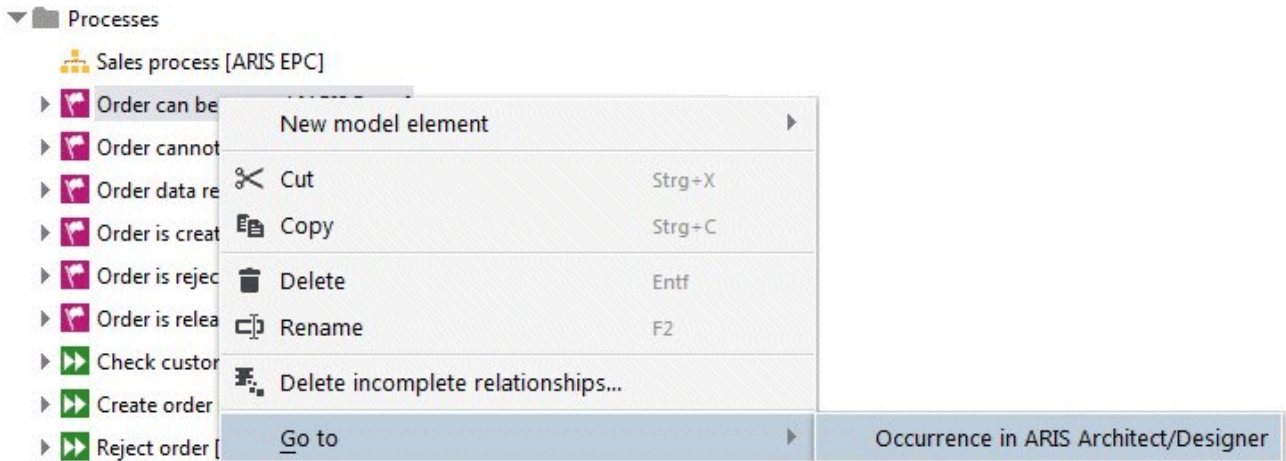 Processes
Sales process [ARIS EPC]
Order can be
New model element
Order cannot
Cut Strg+X
Order data re
Copy Strg+C
Order is creat
Order is rejec
Delete Entf
Order is relea
Rename F2
Check custor
Delete incomplete relationships...
Create order
Go to Occurrence in ARIS Architect/Designer
Reject order [